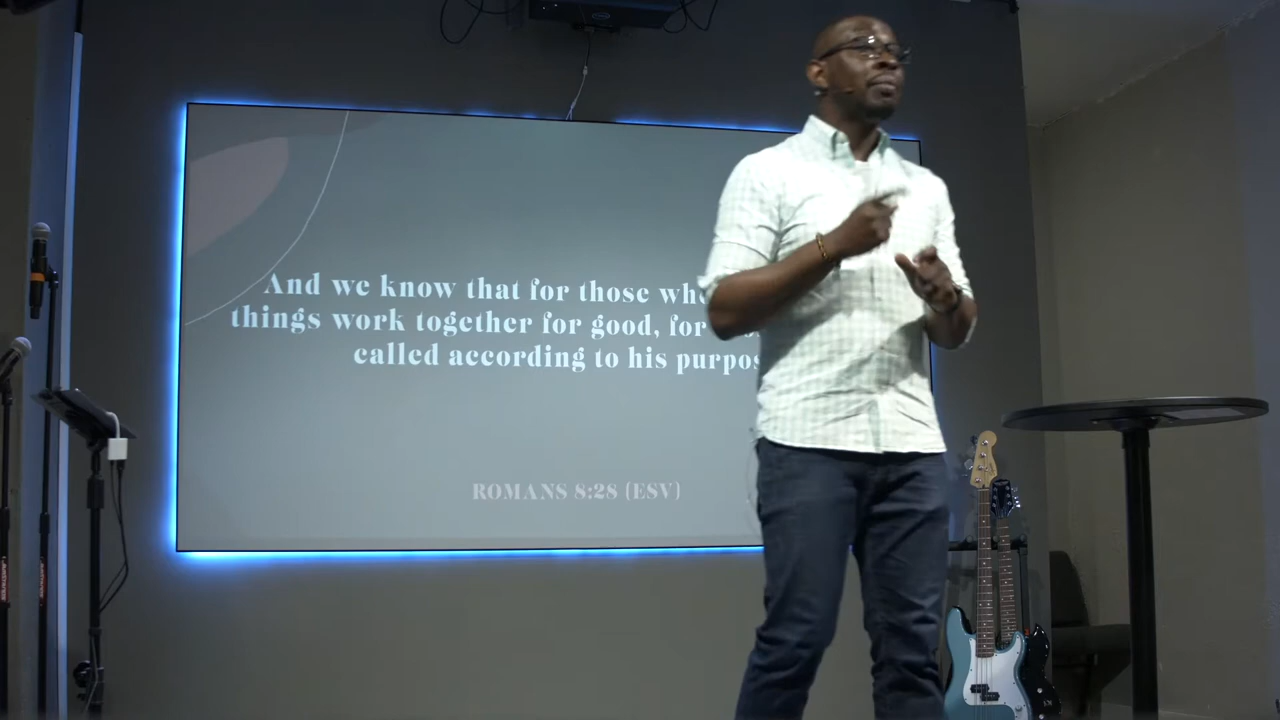 And we know that for those who
things work together for good, for
called according to his
ROMANS 8:28 (ESV)